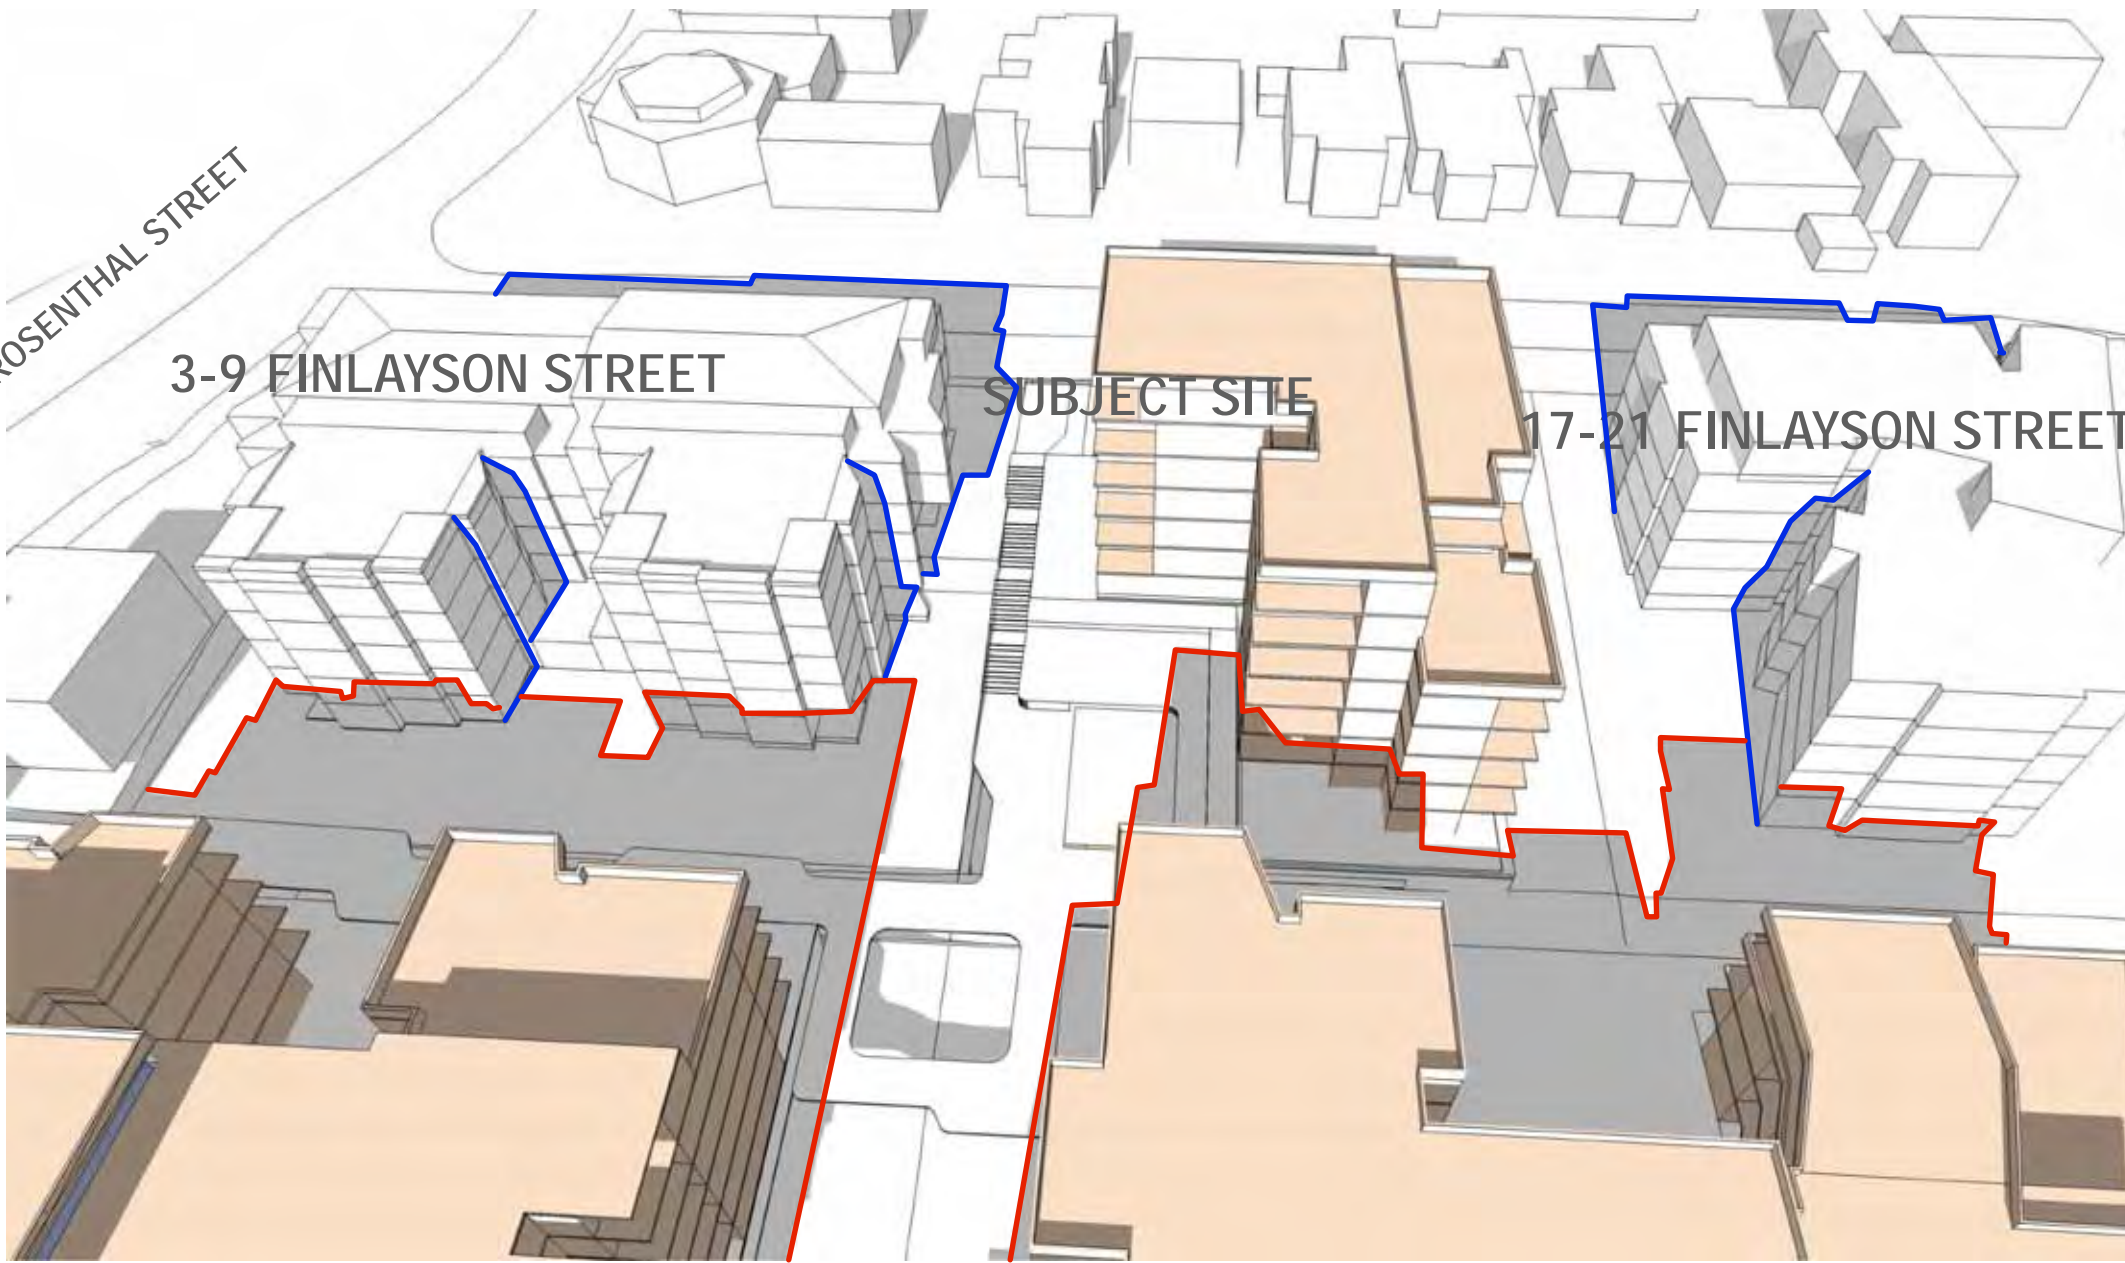 ROSENTHAL STREET
3-9 FINLAYSON STREET
SUBJECT SITE
17-21 FINLAYSON STREET